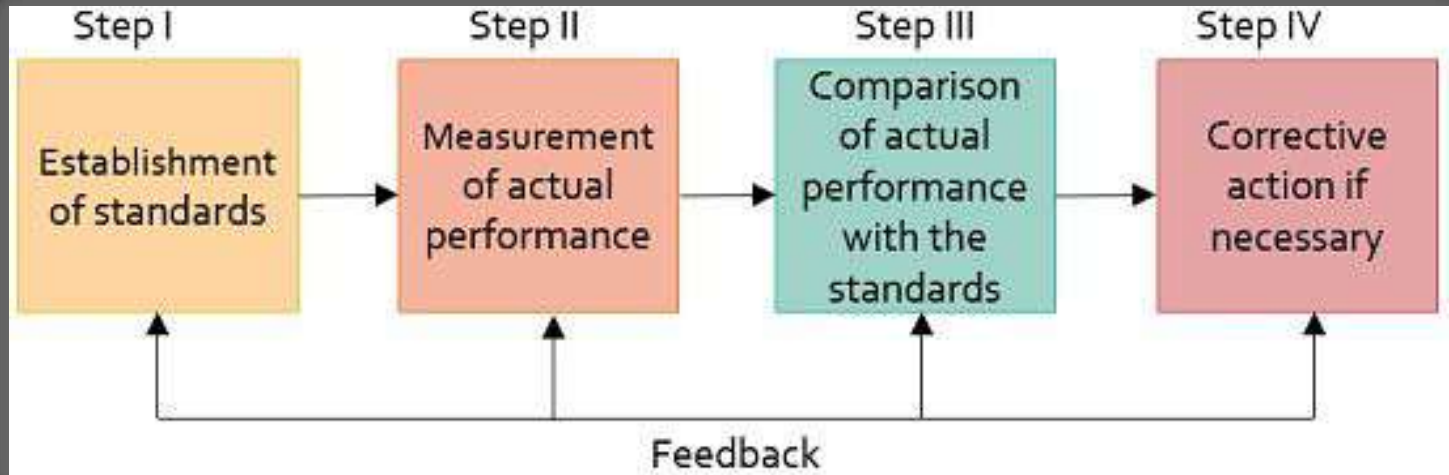 Step I
Step II
Step III
Step IV
Establishment
of standards
Measurement
of actual
performance
Comparison
of actual
performance
with the
standards
Corrective
action if
necessary
Feedback